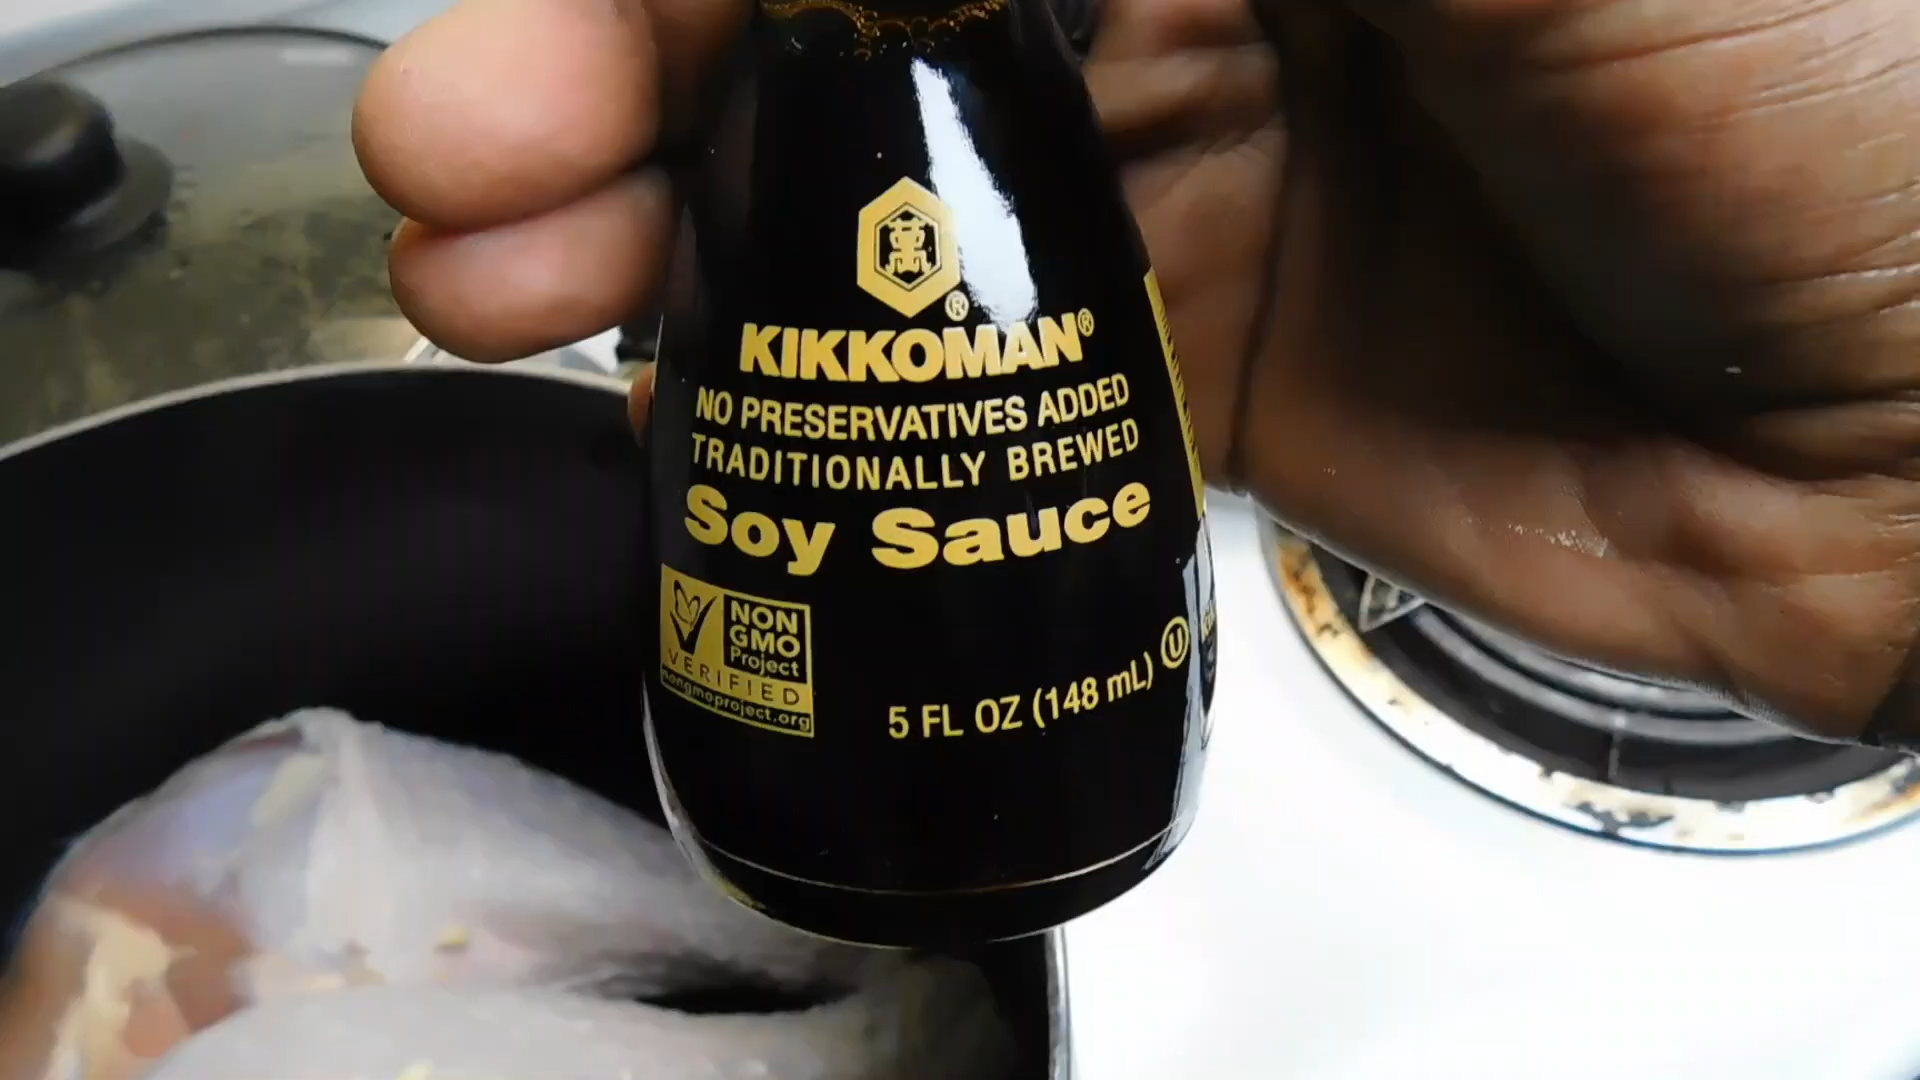 萬
®
KIKKOMAN®
NO PRESERVATIVES ADDED
TRADITIONALLY BREWED
Soy Sauce
NON
GMO
Project
VERIFIED
nongmoproject.org
5 FL OZ (148 mL) Ⓤ